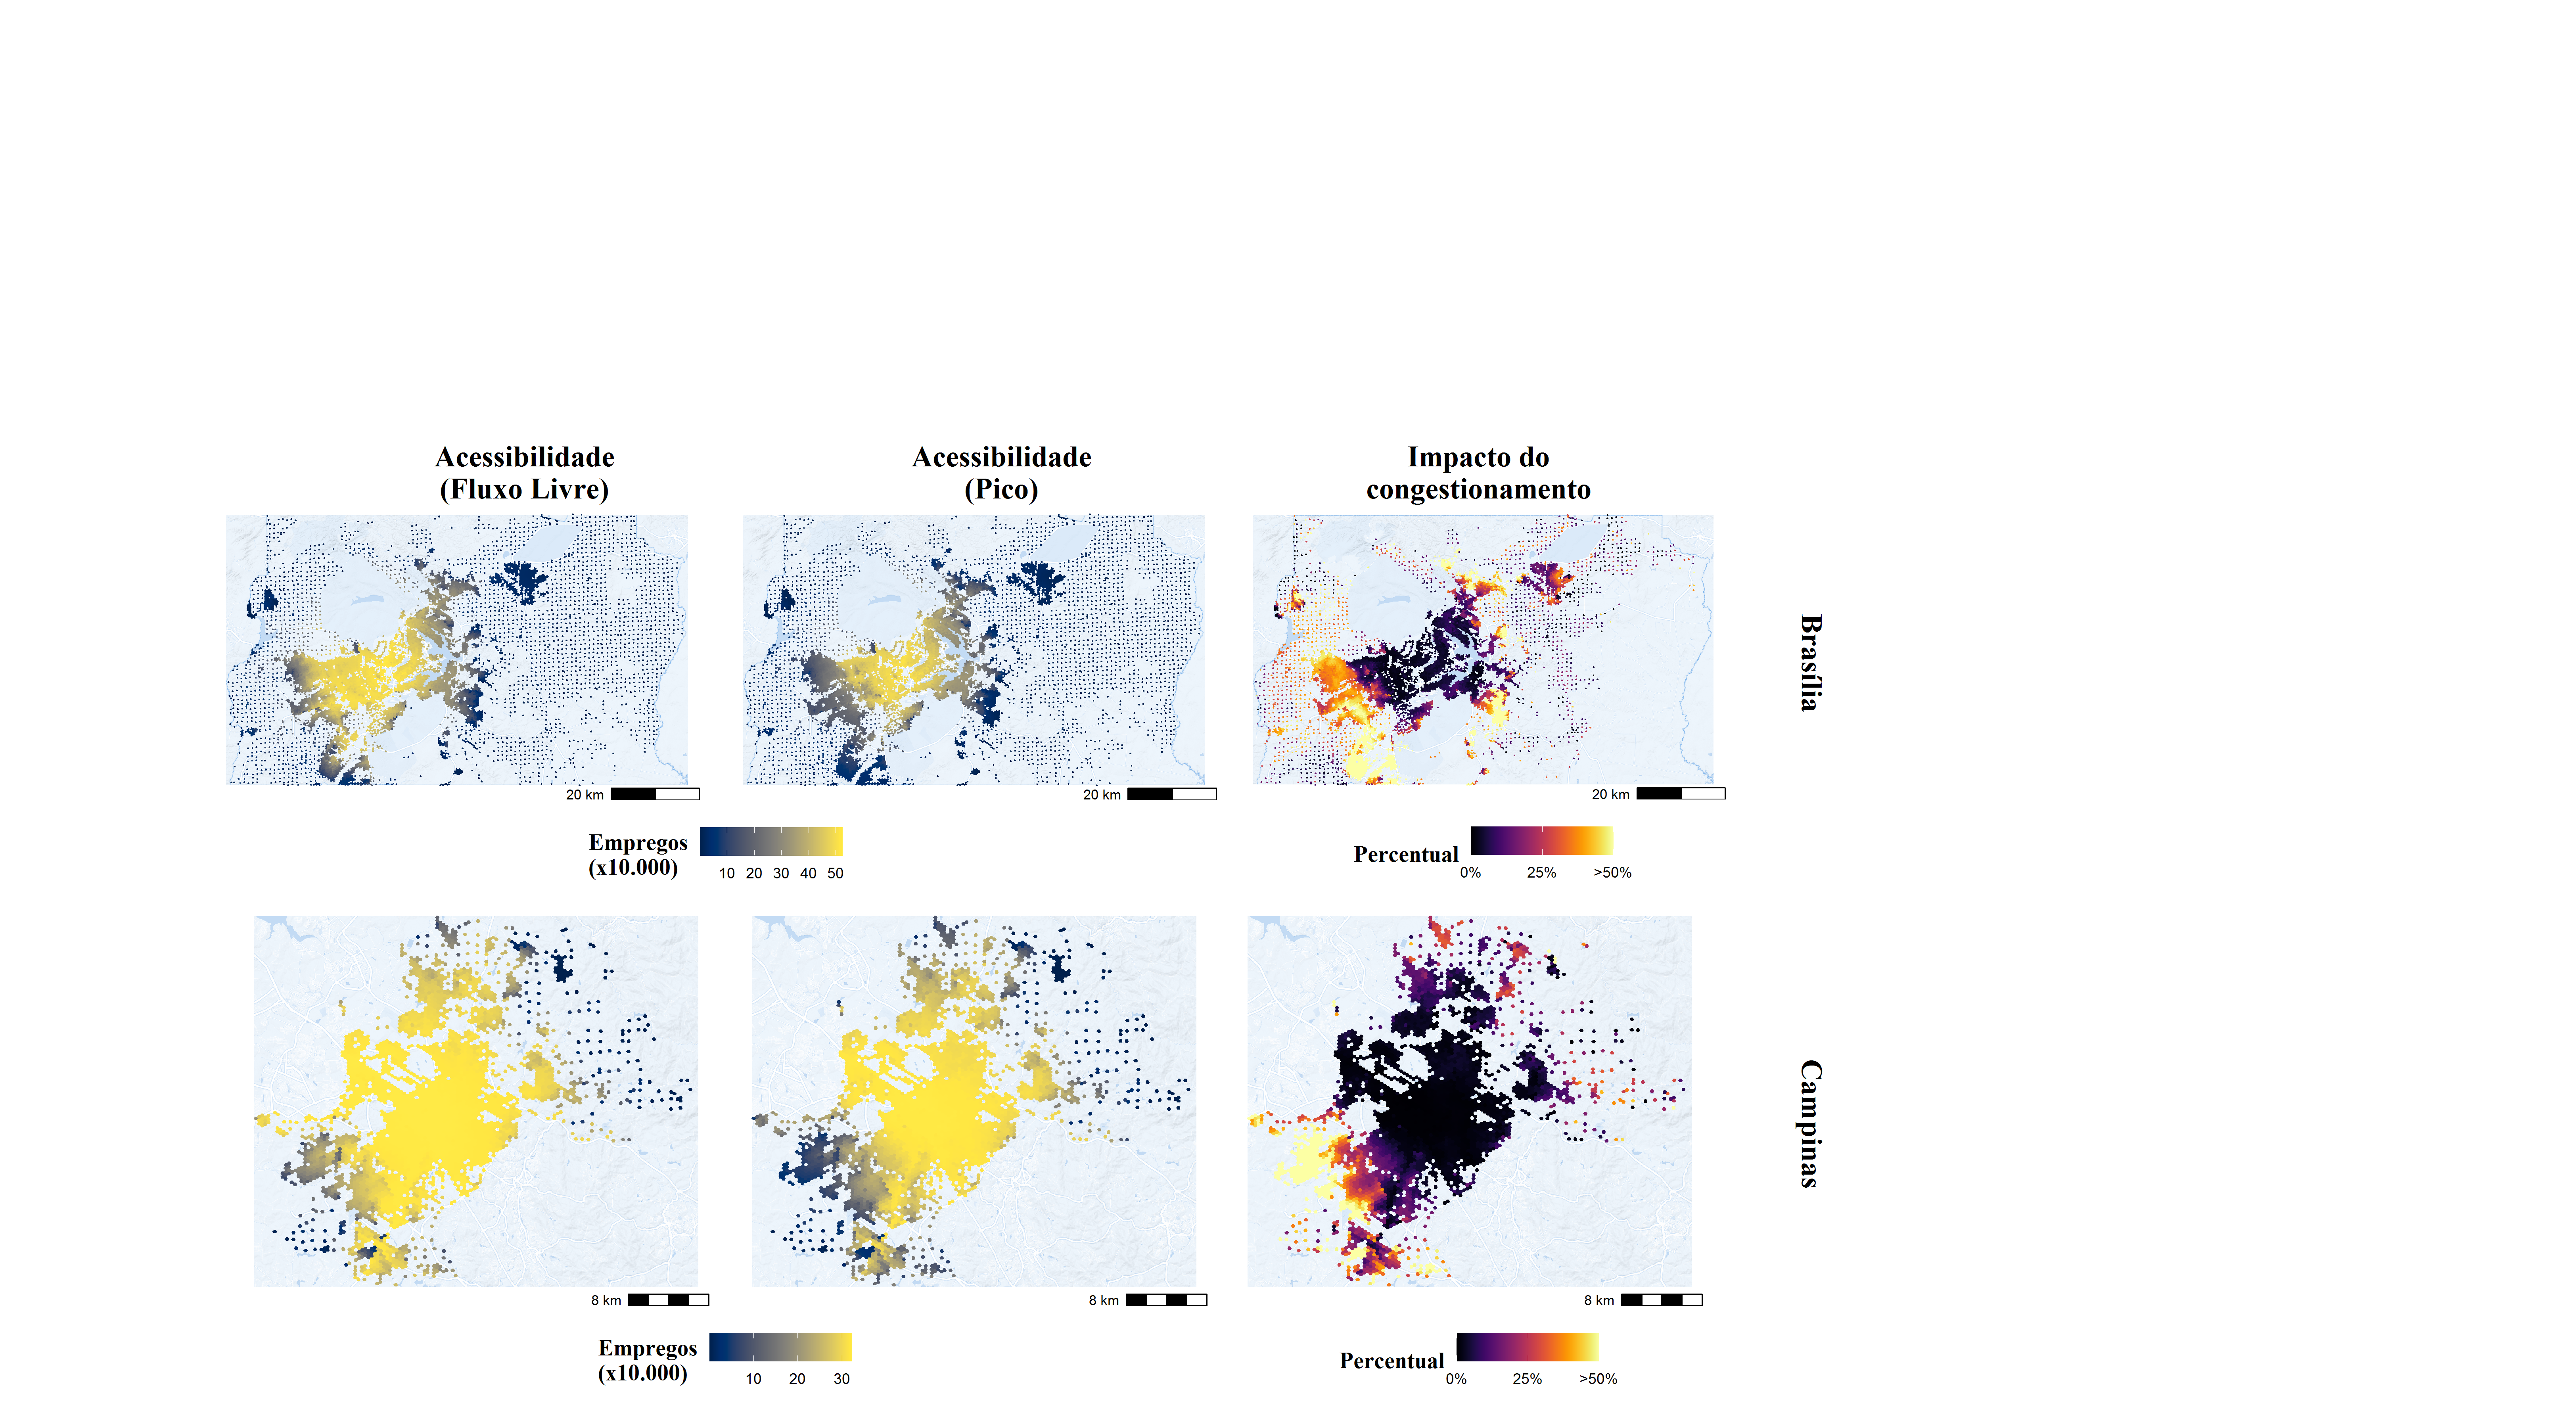 Acessibilidade
(Fluxo Livre)
Acessibilidade
(Pico)
Impacto do
congestionamento
Brasília
20 km
20 km
20 km
Empregos
(x10.000)
10 20 30 40 50
Percentual
0% 25% >50%
Campinas
8 km
8 km
8 km
Empregos
(x10.000)
10 20 30
Percentual
0% 25% >50%